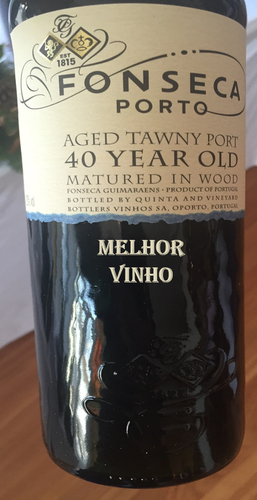 EST.
1815
FONSECA
PORTO
AGED TAWNY PORT
40 YEAR OLD
MATURED IN WOOD
FONSECA GUIMARAENS · PRODUCT OF PORTUGAL
BOTTLED BY QUINTA AND VINEYARD
BOTTLERS VINHOS SA, OPORTO, PORTUGAL
MELHOR
VINHO